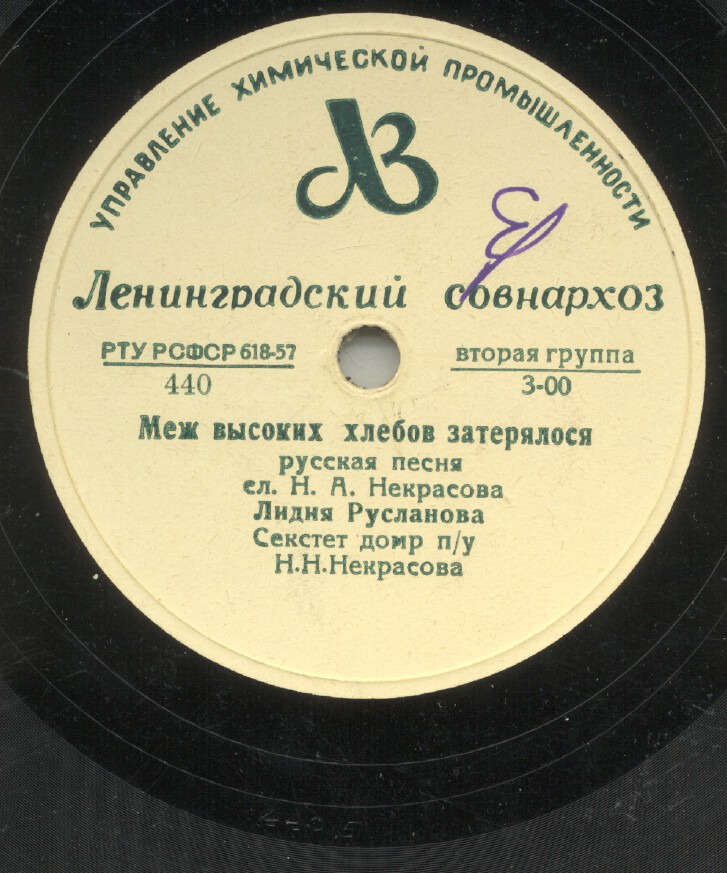 УПРАВЛЕНИЕ ХИМИЧЕСКОЙ ПРОМЫШЛЕННОСТИ
ЛЗ
Ленинградский совнархоз
РТУ РСФСР 618-57
440
вторая группа
3-00
Меж высоких хлебов затерялося
русская песня
сл. Н. А. Некрасова
Лидия Русланова
Секстет домр п/у
Н.Н.Некрасова